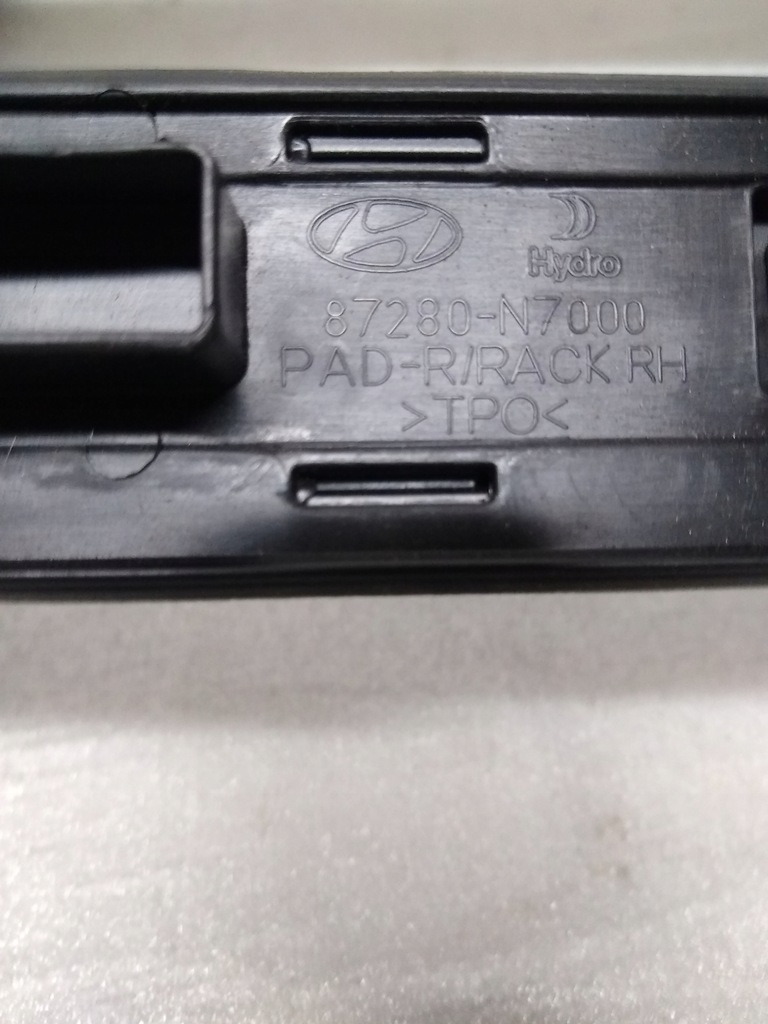 Hydro
87280-N7000
PAD-R/RACK RH
>TPO<